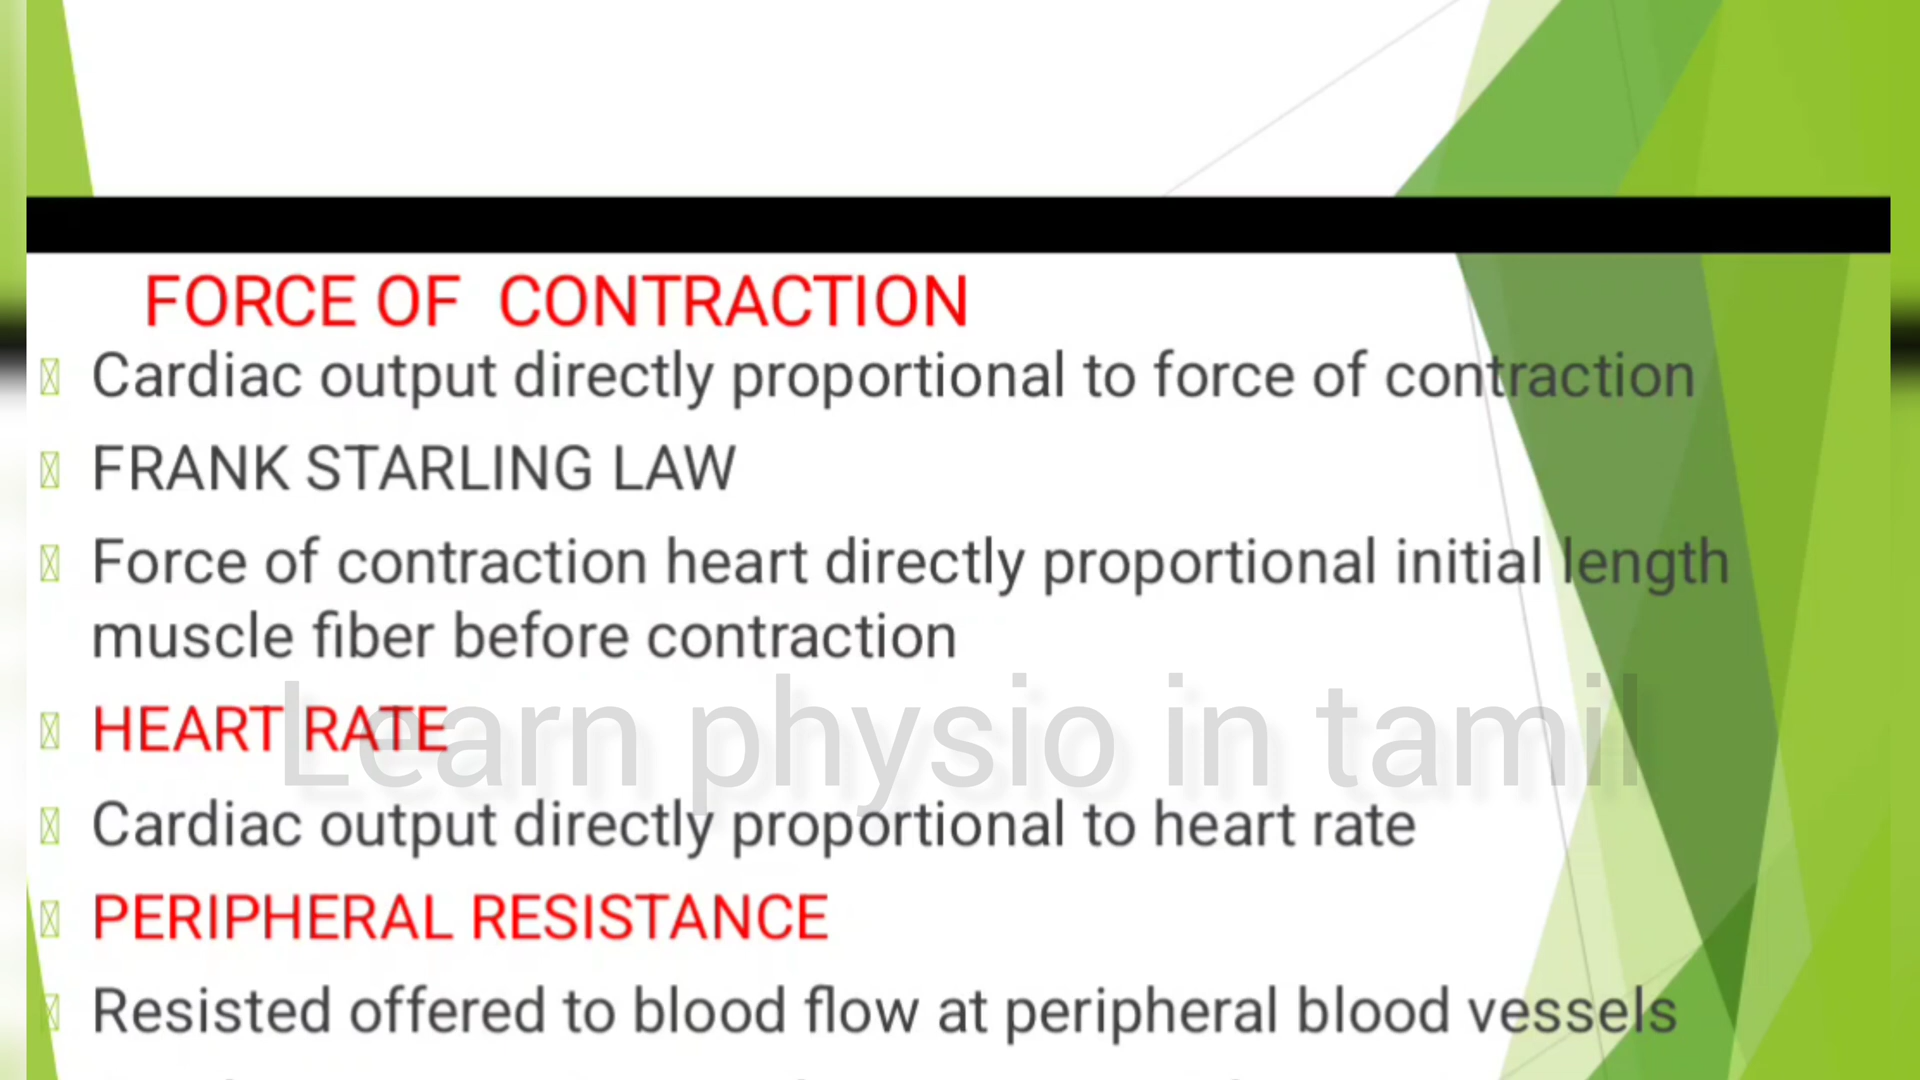 FORCE OF CONTRACTION
Cardiac output directly proportional to force of contraction
FRANK STARLING LAW
Force of contraction heart directly proportional initial length
muscle fiber before contraction
HEART RATE
Learn physio in tamil
Cardiac output directly proportional to heart rate
PERIPHERAL RESISTANCE
Resisted offered to blood flow at peripheral blood vessels